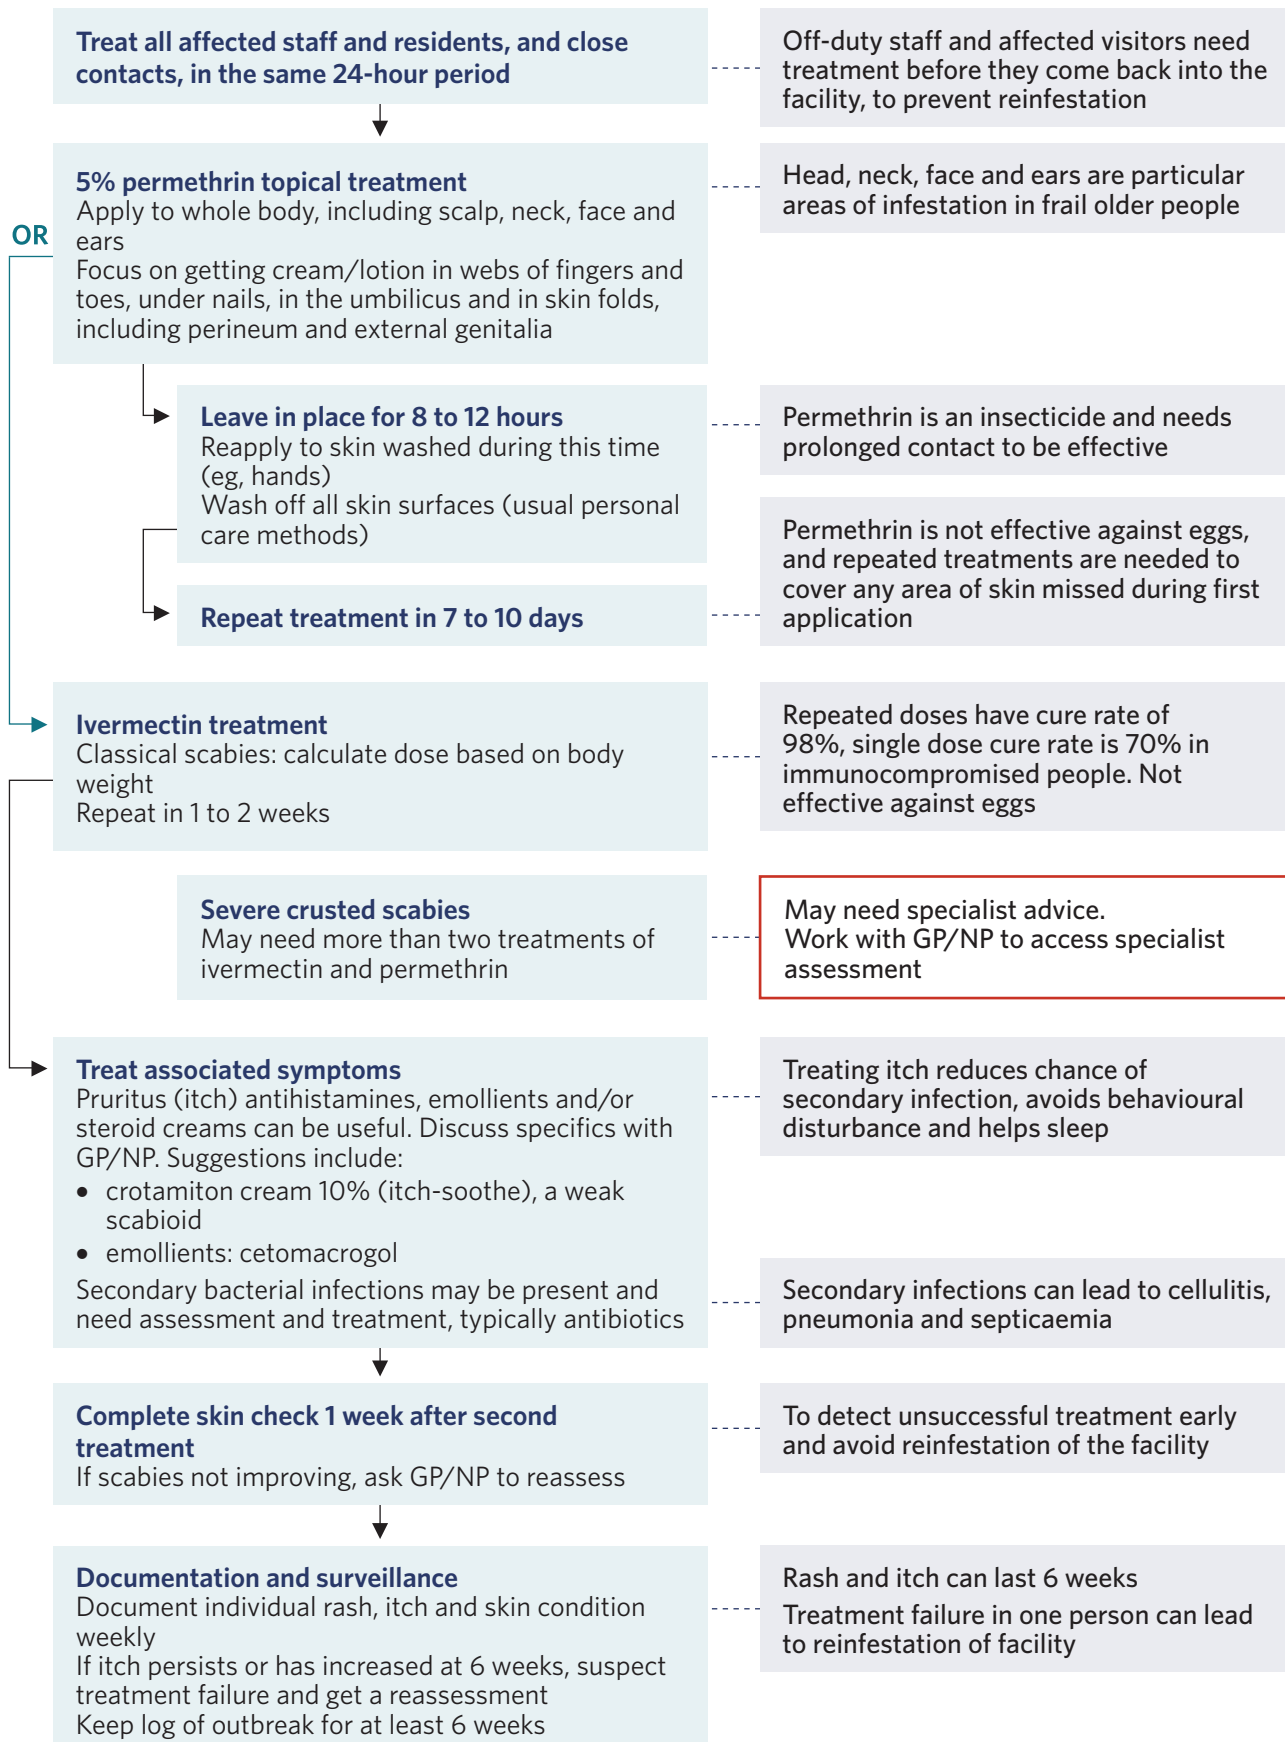 Treat all affected staff and residents, and close
contacts, in the same 24-hour period
Off-duty staff and affected visitors need
treatment before they come back into the
facility, to prevent reinfestation
OR
5% permethrin topical treatment
Apply to whole body, including scalp, neck, face and
ears
Focus on getting cream/lotion in webs of fingers and
toes, under nails, in the umbilicus and in skin folds,
including perineum and external genitalia
Head, neck, face and ears are particular
areas of infestation in frail older people
Leave in place for 8 to 12 hours
Reapply to skin washed during this time
(eg, hands)
Wash off all skin surfaces (usual personal
care methods)
Permethrin is an insecticide and needs
prolonged contact to be effective
Repeat treatment in 7 to 10 days
Permethrin is not effective against eggs,
and repeated treatments are needed to
cover any area of skin missed during first
application
Ivermectin treatment
Classical scabies: calculate dose based on body
weight
Repeat in 1 to 2 weeks
Repeated doses have cure rate of
98%, single dose cure rate is 70% in
immunocompromised people. Not
effective against eggs
Severe crusted scabies
May need more than two treatments of
ivermectin and permethrin
May need specialist advice.
Work with GP/NP to access specialist
assessment
Treat associated symptoms
Pruritus (itch) antihistamines, emollients and/or
steroid creams can be useful. Discuss specifics with
GP/NP. Suggestions include:
• crotamiton cream 10% (itch-soothe), a weak
scabioid
• emollients: cetomacrogol
Secondary bacterial infections may be present and
need assessment and treatment, typically antibiotics
Treating itch reduces chance of
secondary infection, avoids behavioural
disturbance and helps sleep
Secondary infections can lead to cellulitis,
pneumonia and septicaemia
Complete skin check 1 week after second
treatment
If scabies not improving, ask GP/NP to reassess
To detect unsuccessful treatment early
and avoid reinfestation of the facility
Documentation and surveillance
Document individual rash, itch and skin condition
weekly
If itch persists or has increased at 6 weeks, suspect
treatment failure and get a reassessment
Keep log of outbreak for at least 6 weeks
Rash and itch can last 6 weeks
Treatment failure in one person can lead
to reinfestation of facility